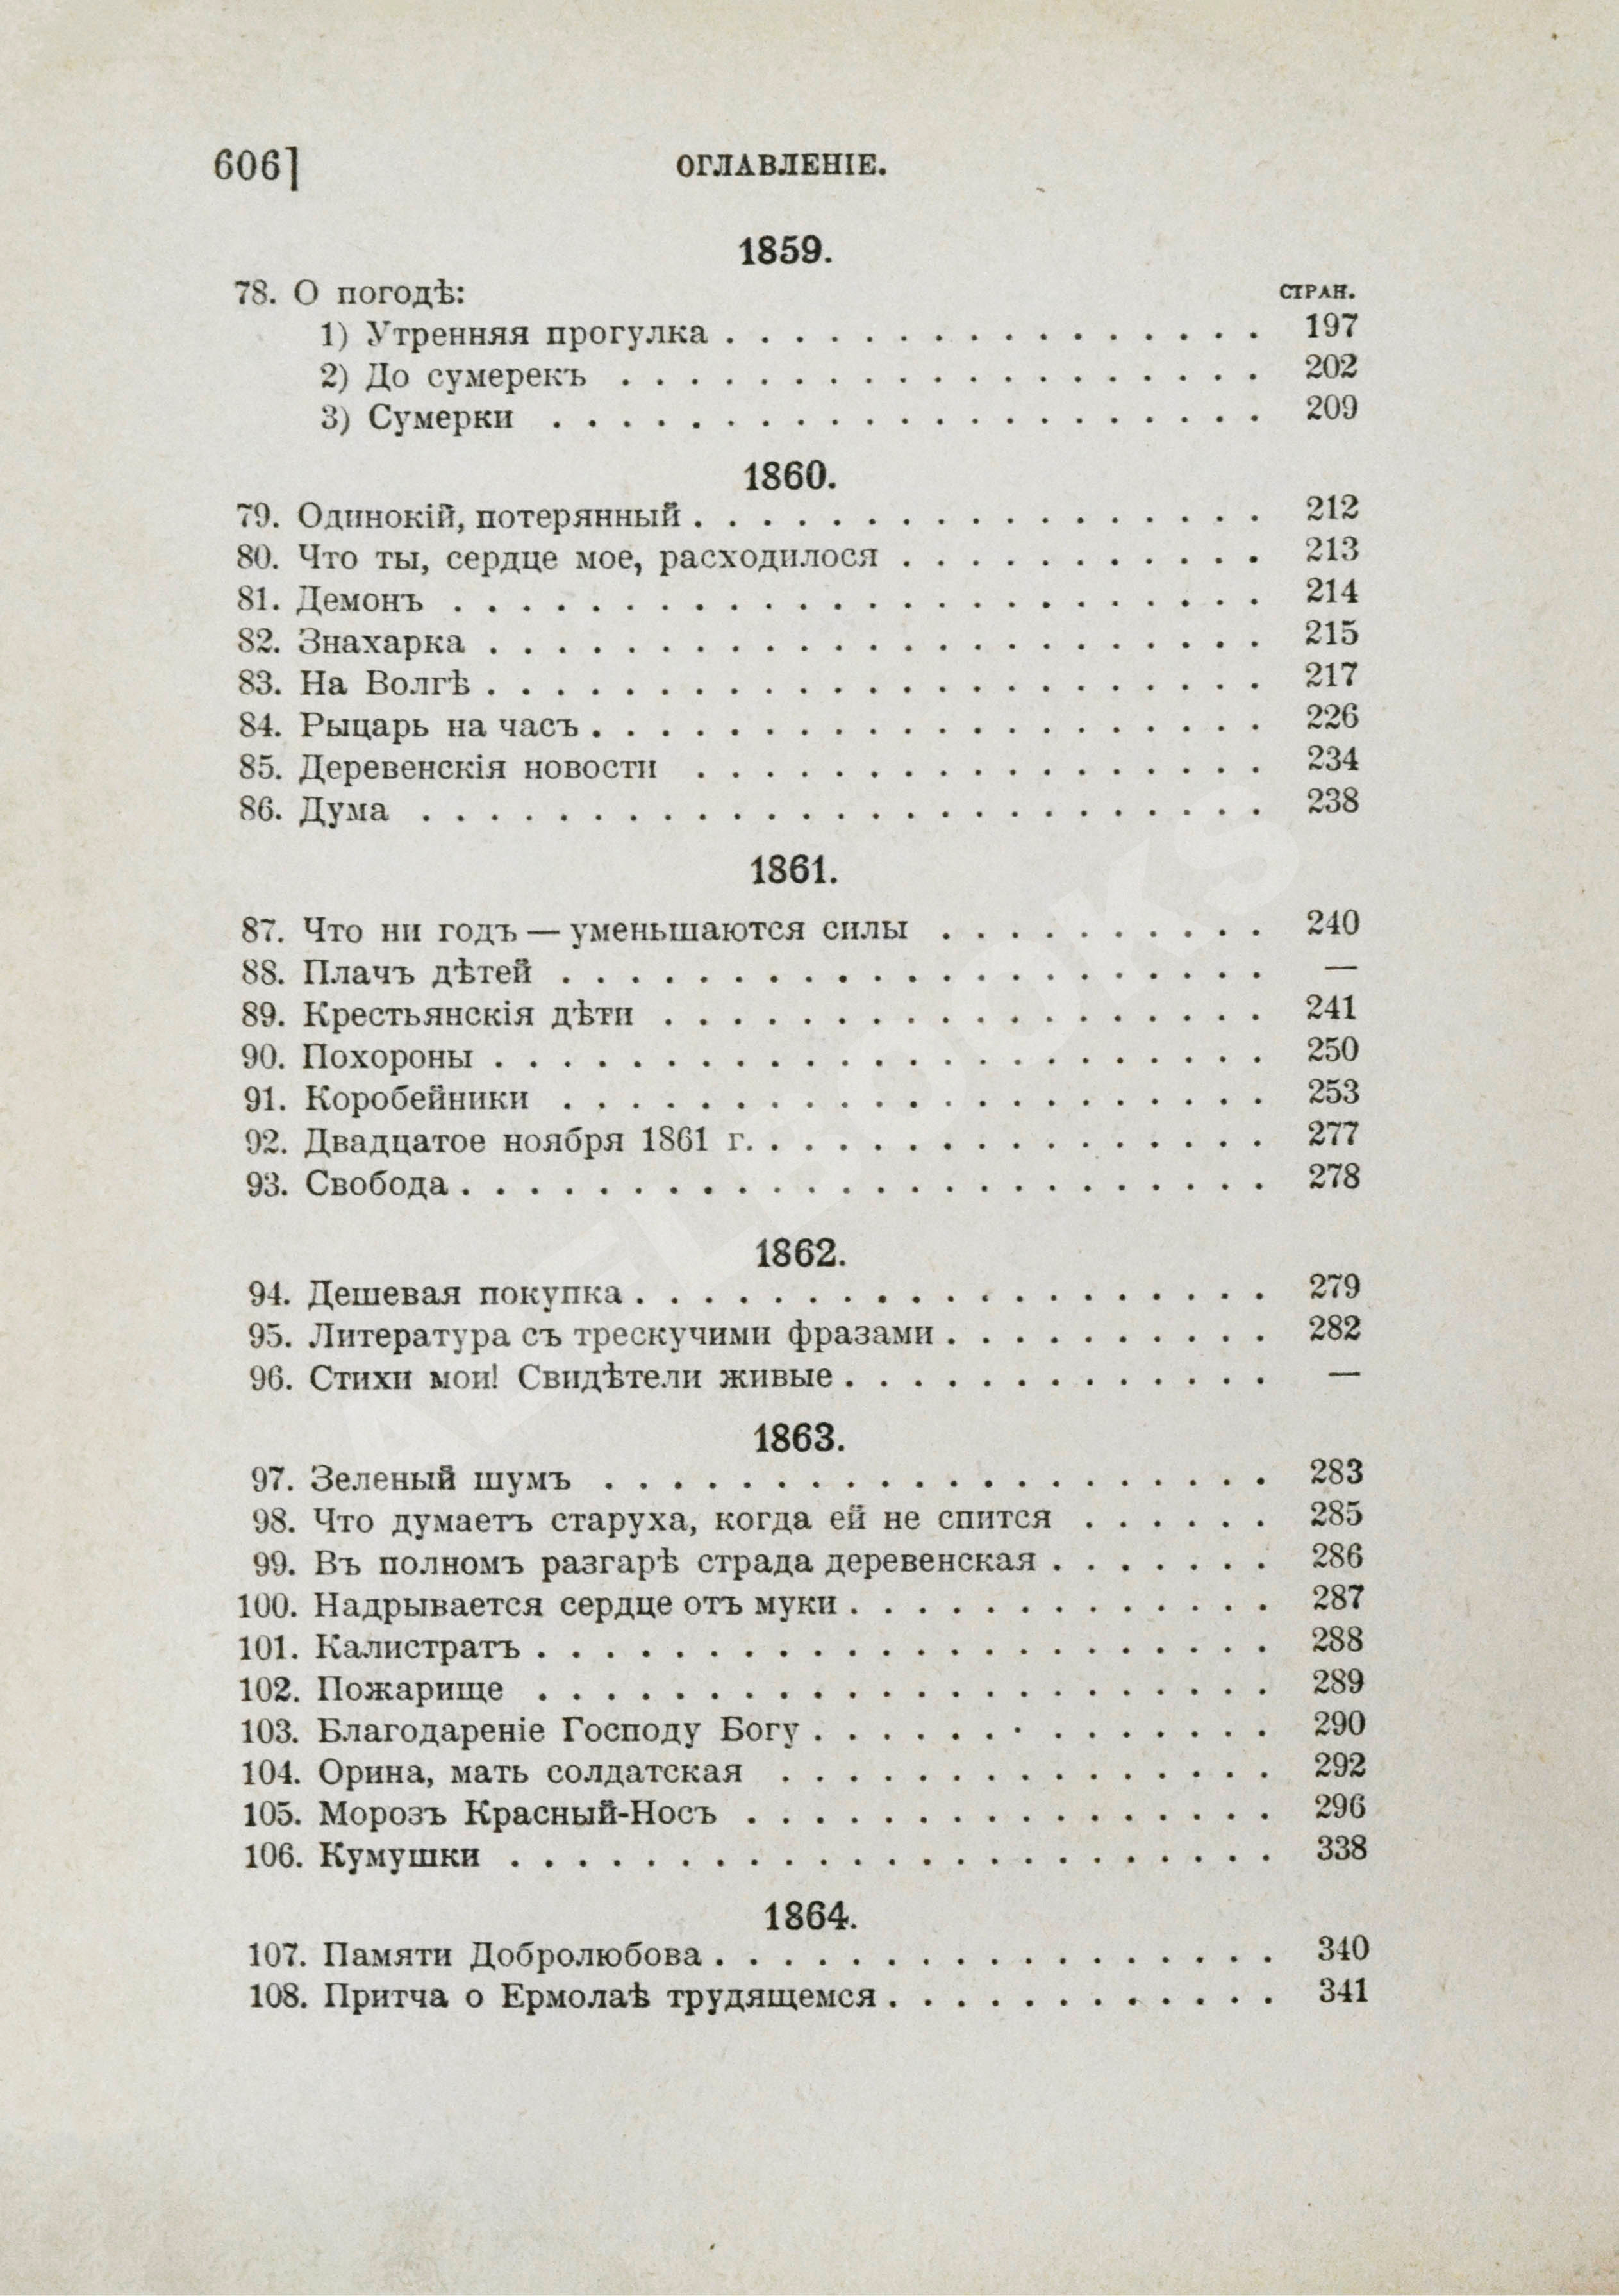 606] ОГЛАВЛЕНІЕ.
1859.
78. О погодѣ: СТРАН.
1) Утренняя прогулка . . . . . . . . . . . . . . . . 197
2) До сумерекъ . . . . . . . . . . . . . . . . . . . 202
3) Сумерки . . . . . . . . . . . . . . . . . . . . . 209
1860.
79. Одинокій, потерянный . . . . . . . . . . . . . . . . . 212
80. Что ты, сердце мое, расходилося . . . . . . . . . . . 213
81. Демонъ . . . . . . . . . . . . . . . . . . . . . . . . 214
82. Знахарка . . . . . . . . . . . . . . . . . . . . . . . 215
83. На Волгѣ . . . . . . . . . . . . . . . . . . . . . . . 217
84. Рыцарь на часъ . . . . . . . . . . . . . . . . . . . . 226
85. Деревенскія новости . . . . . . . . . . . . . . . . . 234
86. Дума . . . . . . . . . . . . . . . . . . . . . . . . . 238
1861.
87. Что ни годъ — уменьшаются силы . . . . . . . . . . 240
88. Плачъ дѣтей . . . . . . . . . . . . . . . . . . . . . —
89. Крестьянскія дѣти . . . . . . . . . . . . . . . . . . 241
90. Похороны . . . . . . . . . . . . . . . . . . . . . . . 250
91. Коробейники . . . . . . . . . . . . . . . . . . . . . 253
92. Двадцатое ноября 1861 г. . . . . . . . . . . . . . . . 277
93. Свобода . . . . . . . . . . . . . . . . . . . . . . . . 278
1862.
94. Дешевая покупка . . . . . . . . . . . . . . . . . . . 279
95. Литература съ трескучими фразами . . . . . . . . . . 282
96. Стихи мои! Свидѣтели живые . . . . . . . . . . . . . —
1863.
97. Зеленый шумъ . . . . . . . . . . . . . . . . . . . . 283
98. Что думаетъ старуха, когда ей не спится . . . . . . 285
99. Въ полномъ разгарѣ страда деревенская . . . . . . . 286
100. Надрывается сердце отъ муки . . . . . . . . . . . . . 287
101. Калистратъ . . . . . . . . . . . . . . . . . . . . . . 288
102. Пожарище . . . . . . . . . . . . . . . . . . . . . . 289
103. Благодареніе Господу Богу . . . . . . . . . . . . . . 290
104. Орина, мать солдатская . . . . . . . . . . . . . . . 292
105. Морозъ Красный-Носъ . . . . . . . . . . . . . . . . 296
106. Кумушки . . . . . . . . . . . . . . . . . . . . . . . 338
1864.
107. Памяти Добролюбова . . . . . . . . . . . . . . . . . 340
108. Притча о Ермолаѣ трудящемся . . . . . . . . . . . . 341